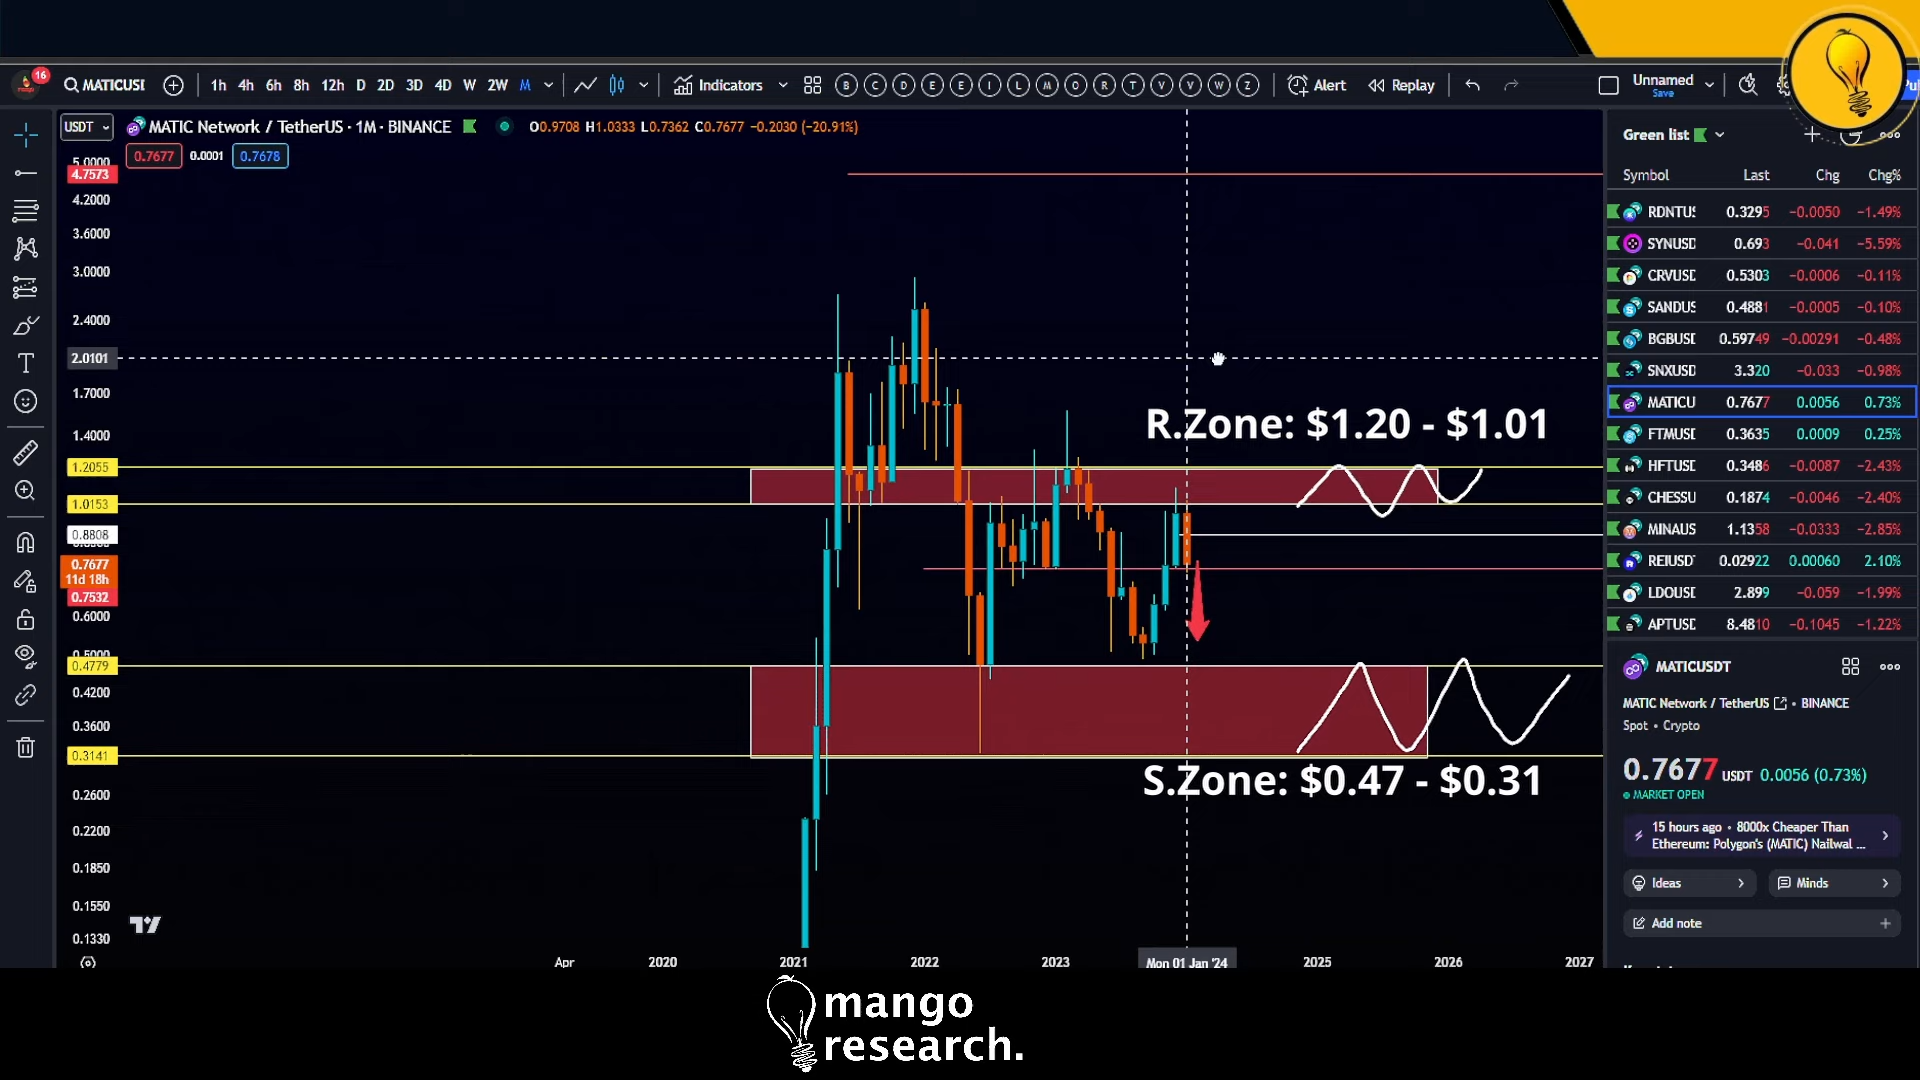 16
MATICUSI
1h 4h 6h 8h 12h D 2D 3D 4D W 2W M
Indicators
B C D E E I L M O R T V V W Z
Alert
Replay
Unnamed
Save
USDT
MATIC Network / TetherUS · 1M · BINANCE
O0.9708 H1.0333 L0.7362 C0.7677 −0.2030 (−20.91%)
0.7677 0.0001 0.7678
5.0000
4.7573
4.2000
3.6000
3.0000
2.4000
2.0101
1.7000
1.4000
1.2055
1.0153
0.8808
0.7677
11d 18h
0.7532
0.6000
0.5000
0.4779
0.4200
0.3600
0.3141
0.2600
0.2200
0.1850
0.1550
0.1330
R.Zone: $1.20 - $1.01
S.Zone: $0.47 - $0.31
Apr 2020 2021 2022 2023 Mon 01 Jan '24 2025 2026 2027
Green list
Symbol Last Chg Chg%
RDNTUS 0.3295 −0.0050 −1.49%
SYNUSD 0.693 −0.041 −5.59%
CRVUSD 0.5303 −0.0006 −0.11%
SANDUS 0.4881 −0.0005 −0.10%
BGBUSD 0.59749 −0.00291 −0.48%
SNXUSD 3.320 −0.033 −0.98%
MATICU 0.7677 0.0056 0.73%
FTMUSD 0.3635 0.0009 0.25%
HFTUSD 0.3486 −0.0087 −2.43%
CHESSU 0.1874 −0.0046 −2.40%
MINAUS 1.1358 −0.0333 −2.85%
REIUSDT 0.02922 0.00060 2.10%
LDOUSD 2.899 −0.059 −1.99%
APTUSD 8.4810 −0.1045 −1.22%
MATICUSDT
MATIC Network / TetherUS • BINANCE
Spot • Crypto
0.7677 USDT 0.0056 (0.73%)
MARKET OPEN
15 hours ago • 8000x Cheaper Than
Ethereum: Polygon's (MATIC) Nailwal ...
Ideas
Minds
Add note
mango
research.